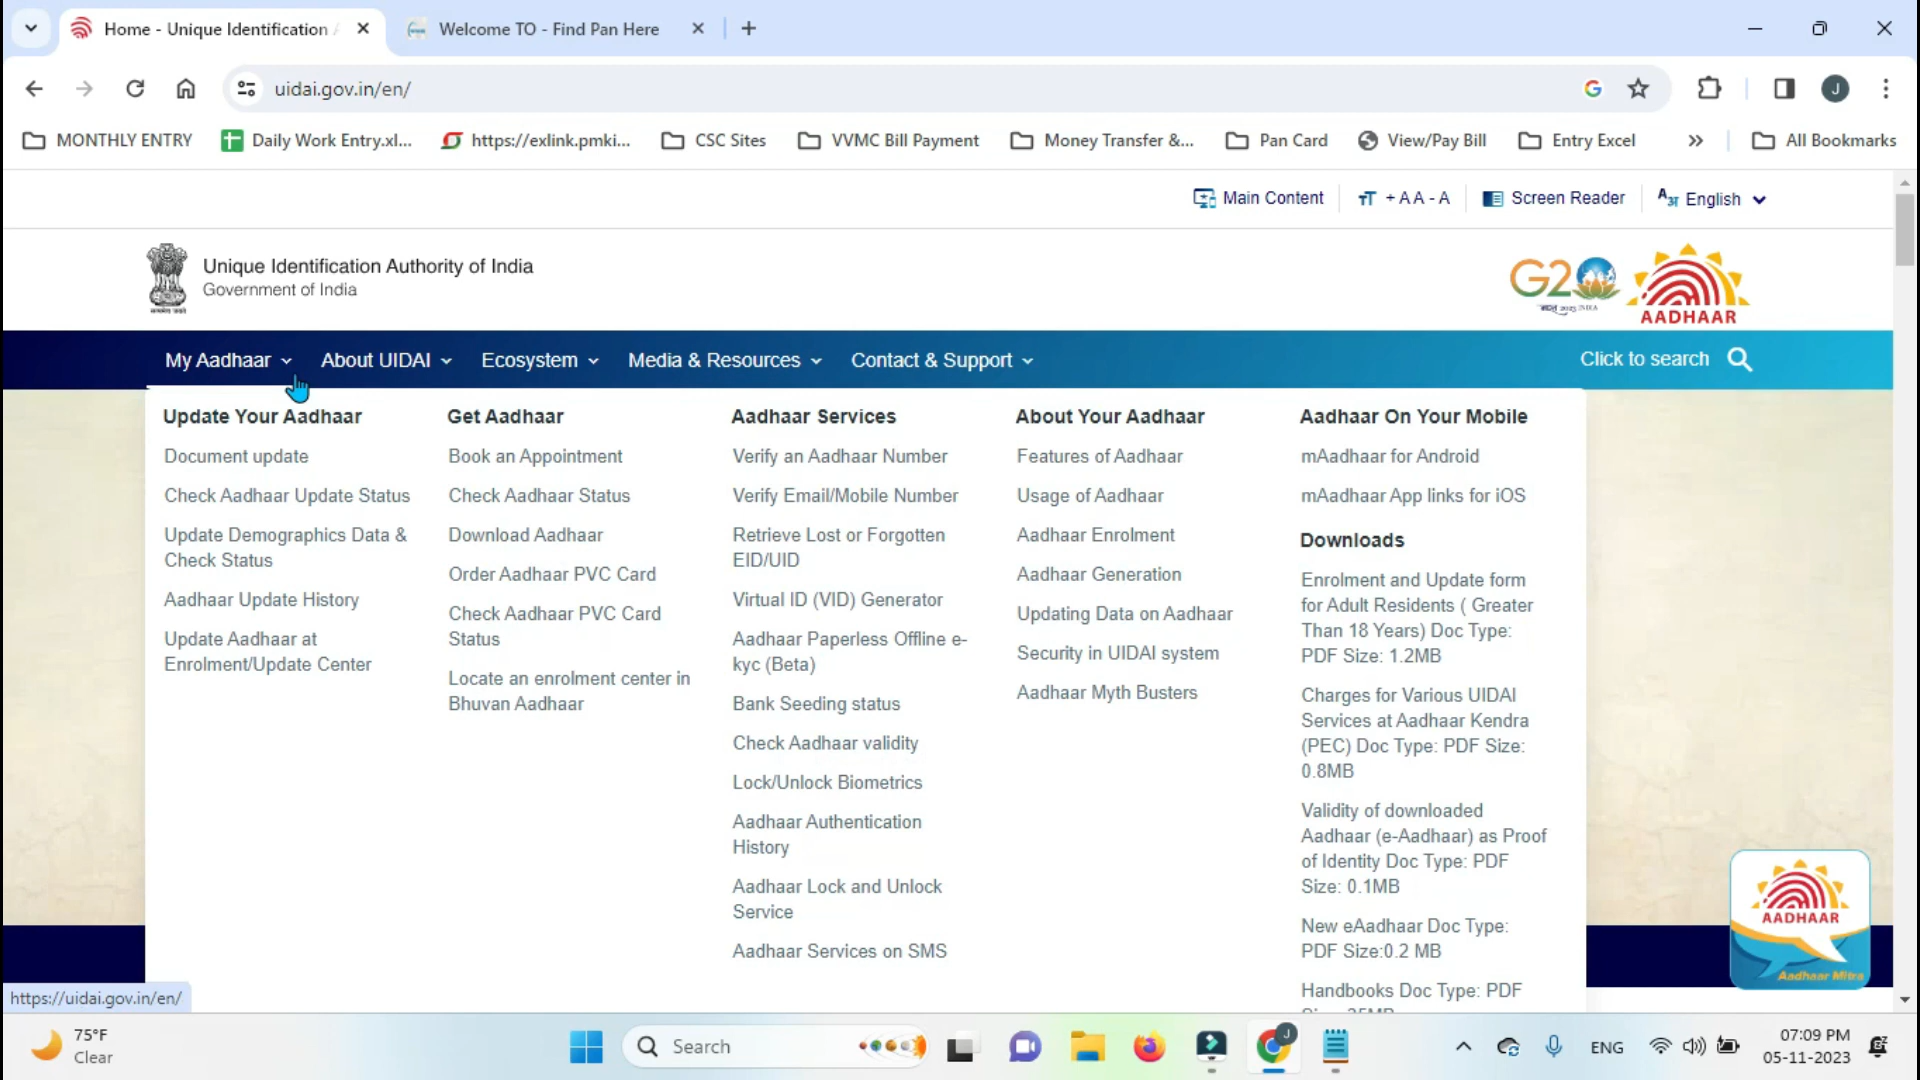 Home - Unique Identification A
Welcome TO - Find Pan Here
uidai.gov.in/en/
J
MONTHLY ENTRY
Daily Work Entry.xl...
https://exlink.pmki...
CSC Sites
VVMC Bill Payment
Money Transfer &...
Pan Card
View/Pay Bill
Entry Excel
All Bookmarks
Main Content
+ A A - A
Screen Reader
English
Unique Identification Authority of India
Government of India
G20
AADHAAR
My Aadhaar
About UIDAI
Ecosystem
Media & Resources
Contact & Support
Click to search
Update Your Aadhaar
Document update
Check Aadhaar Update Status
Update Demographics Data &
Check Status
Aadhaar Update History
Update Aadhaar at
Enrolment/Update Center
Get Aadhaar
Book an Appointment
Check Aadhaar Status
Download Aadhaar
Order Aadhaar PVC Card
Check Aadhaar PVC Card
Status
Locate an enrolment center in
Bhuvan Aadhaar
Aadhaar Services
Verify an Aadhaar Number
Verify Email/Mobile Number
Retrieve Lost or Forgotten
EID/UID
Virtual ID (VID) Generator
Aadhaar Paperless Offline e-
kyc (Beta)
Bank Seeding status
Check Aadhaar validity
Lock/Unlock Biometrics
Aadhaar Authentication
History
Aadhaar Lock and Unlock
Service
Aadhaar Services on SMS
About Your Aadhaar
Features of Aadhaar
Usage of Aadhaar
Aadhaar Enrolment
Aadhaar Generation
Updating Data on Aadhaar
Security in UIDAI system
Aadhaar Myth Busters
Aadhaar On Your Mobile
mAadhaar for Android
mAadhaar App links for iOS
Downloads
Enrolment and Update form
for Adult Residents ( Greater
Than 18 Years) Doc Type:
PDF Size: 1.2MB
Charges for Various UIDAI
Services at Aadhaar Kendra
(PEC) Doc Type: PDF Size:
0.8MB
Validity of downloaded
Aadhaar (e-Aadhaar) as Proof
of Identity Doc Type: PDF
Size: 0.1MB
New eAadhaar Doc Type:
PDF Size:0.2 MB
Handbooks Doc Type: PDF
AADHAAR
Aadhaar Mitra
https://uidai.gov.in/en/
75°F
Clear
Search
J
ENG
07:09 PM
05-11-2023